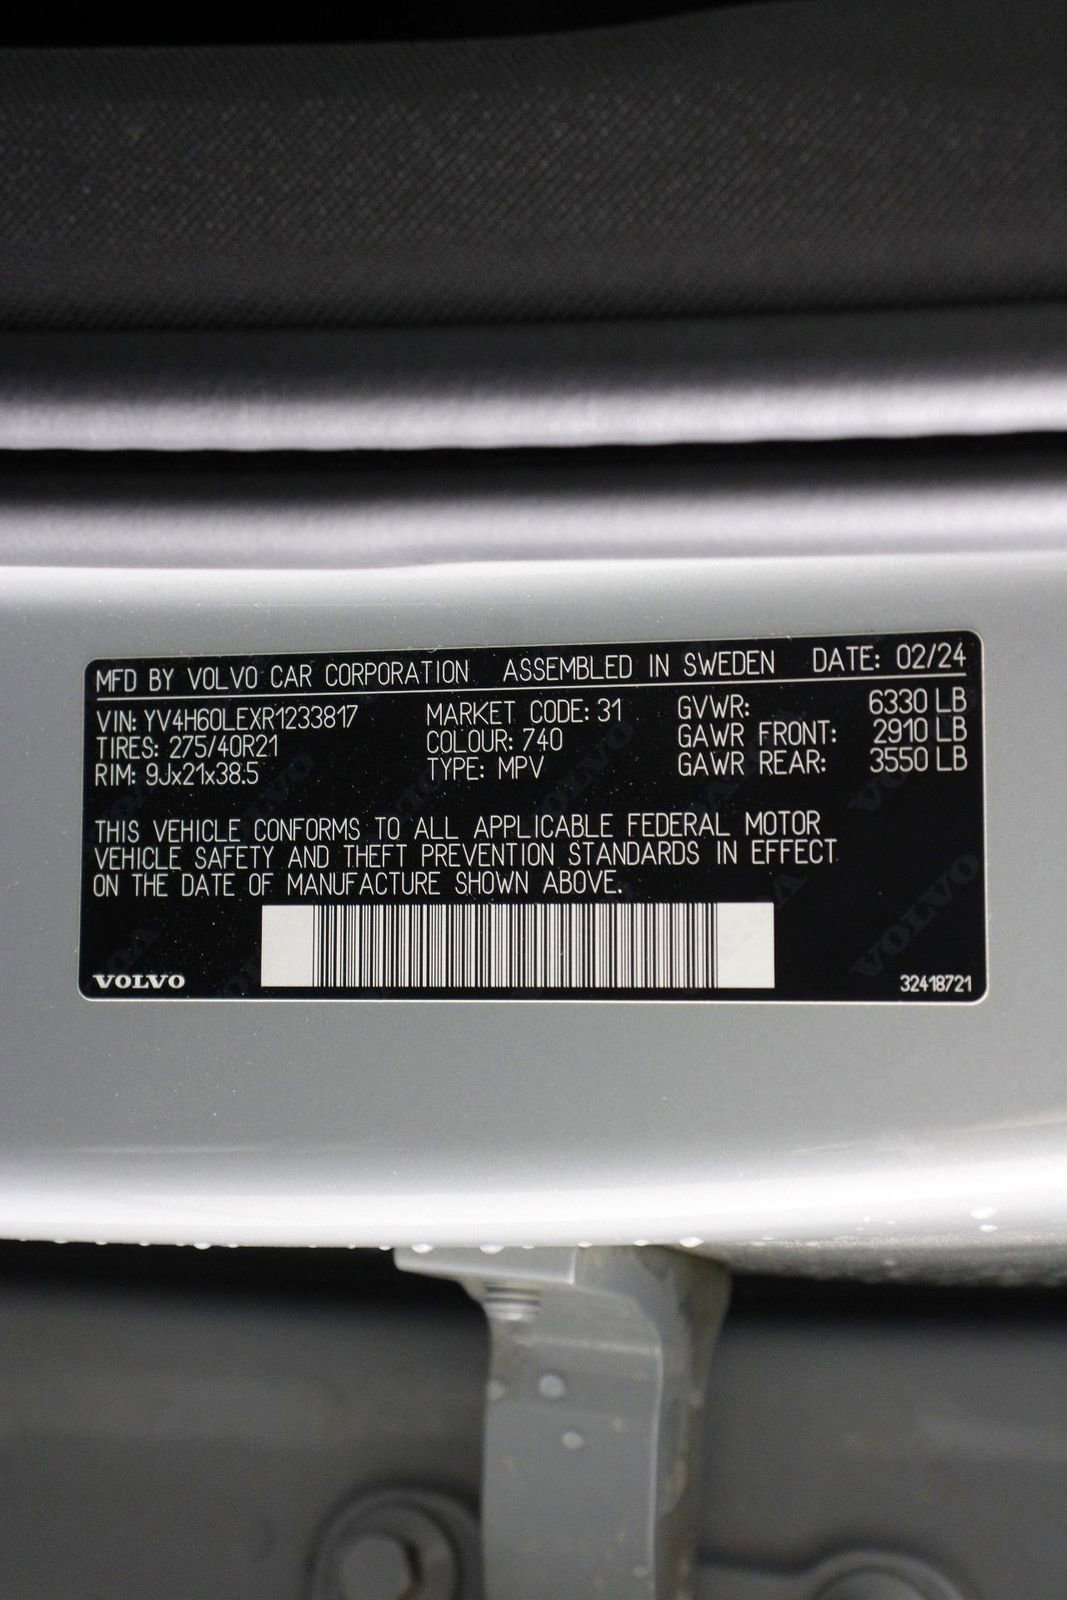 MFD BY VOLVO CAR CORPORATION ASSEMBLED IN SWEDEN DATE: 02/24
VIN: YV4H60LEXR1233817 MARKET CODE: 31 GVWR: 6330 LB
TIRES: 275/40R21 COLOUR: 740 GAWR FRONT: 2910 LB
RIM: 9Jx21x38.5 TYPE: MPV GAWR REAR: 3550 LB
THIS VEHICLE CONFORMS TO ALL APPLICABLE FEDERAL MOTOR
VEHICLE SAFETY AND THEFT PREVENTION STANDARDS IN EFFECT
ON THE DATE OF MANUFACTURE SHOWN ABOVE.
VOLVO 32418721